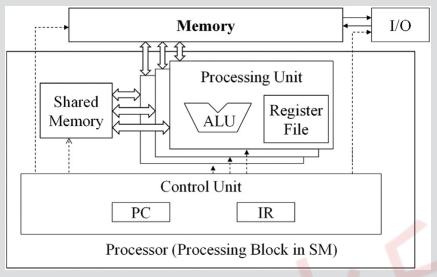 Memory
I/O
Processing Unit
Shared
Memory
ALU
Register
File
Control Unit
PC
IR
Processor (Processing Block in SM)